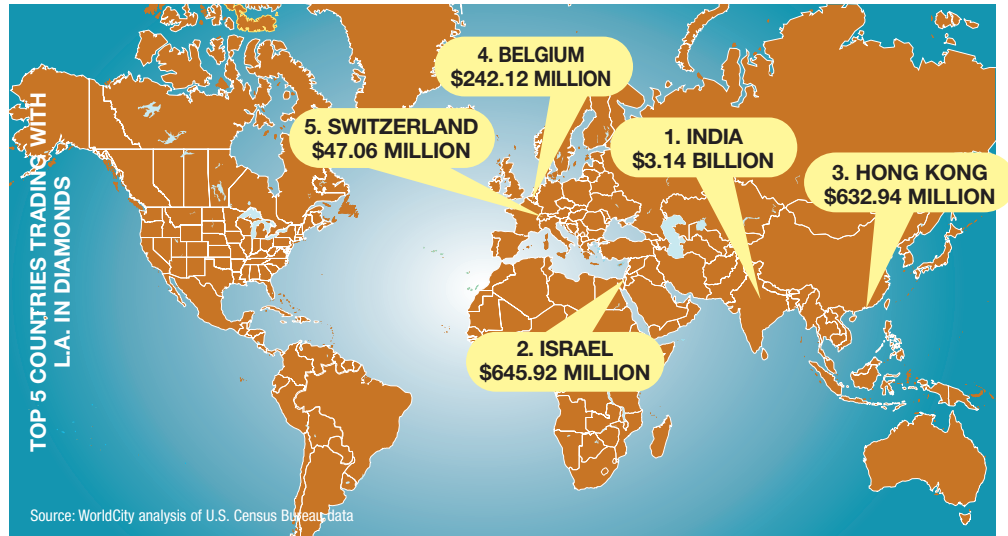 TOP 5 COUNTRIES TRADING WITH
L.A. IN DIAMONDS
4. BELGIUM
$242.12 MILLION
5. SWITZERLAND
$47.06 MILLION
1. INDIA
$3.14 BILLION
3. HONG KONG
$632.94 MILLION
2. ISRAEL
$645.92 MILLION
Source: WorldCity analysis of U.S. Census Bureau data